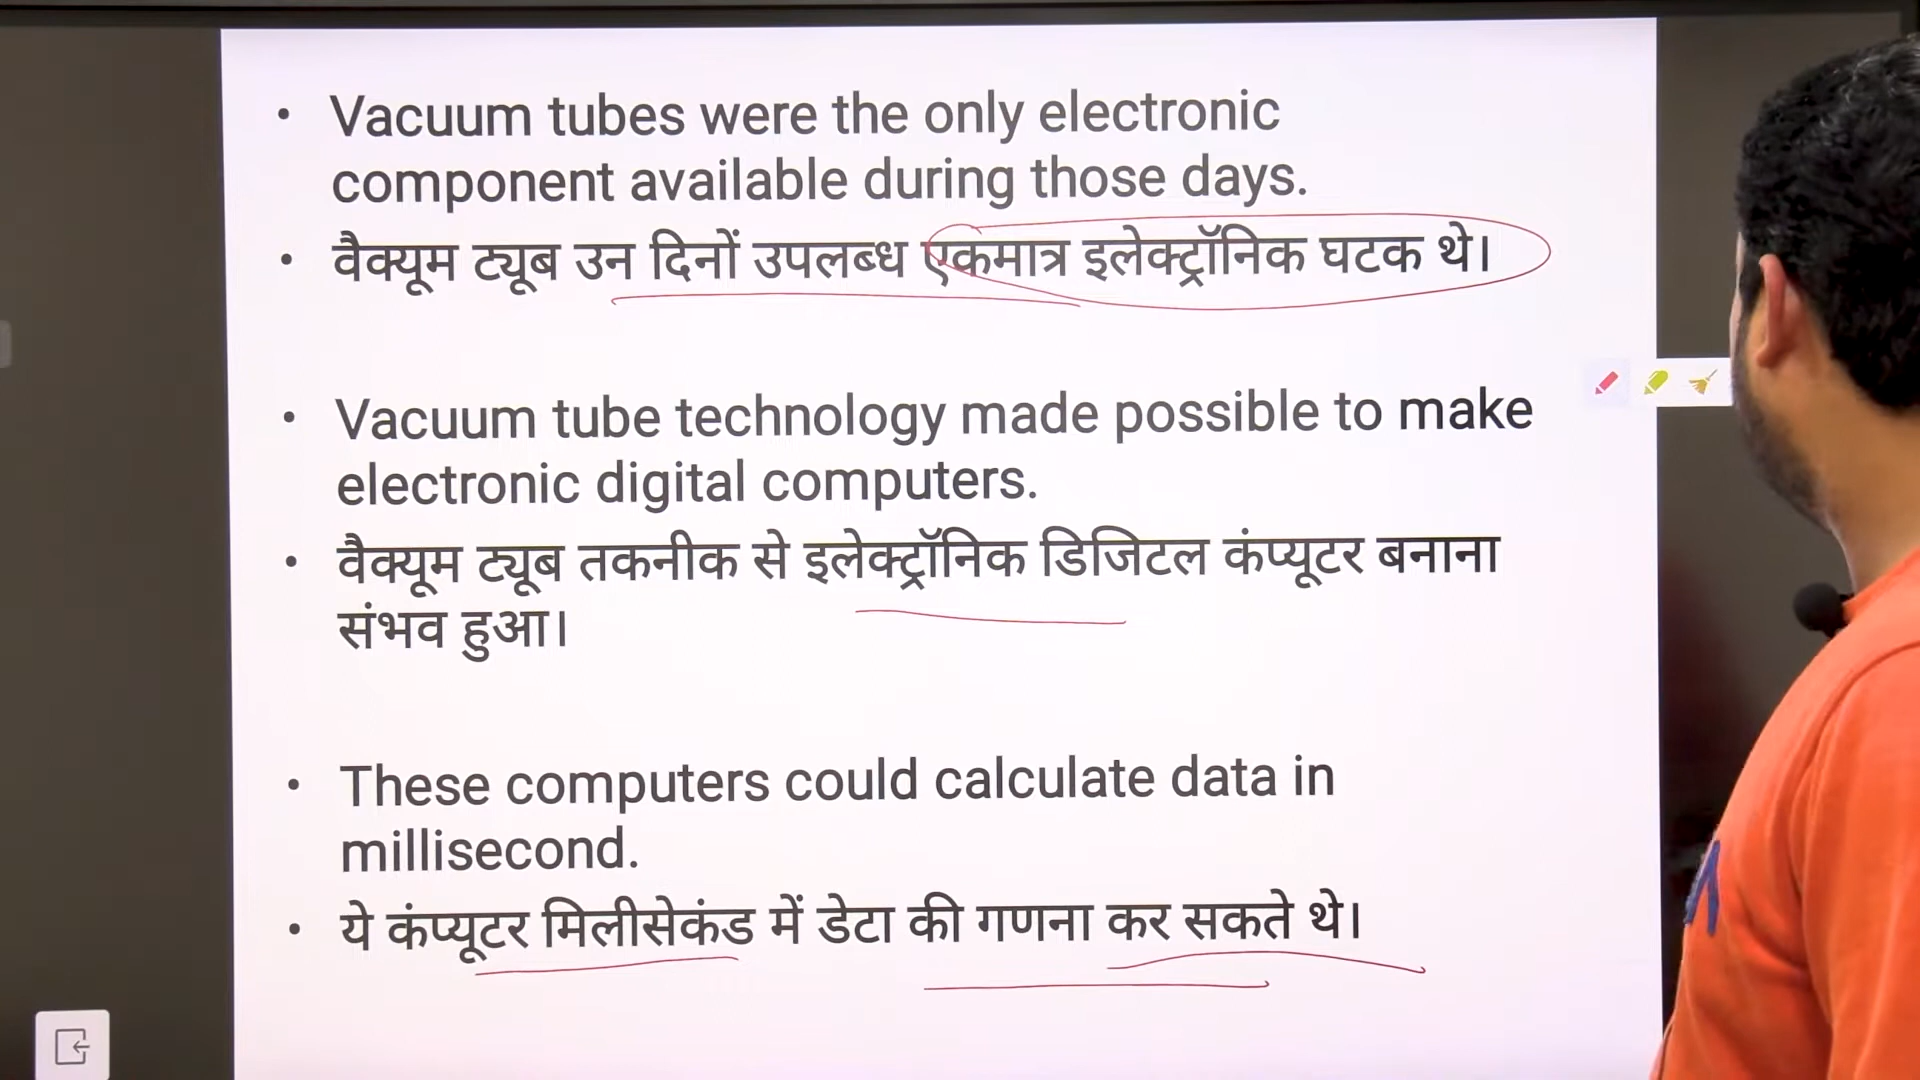 • Vacuum tubes were the only electronic
component available during those days.
• वैक्यूम ट्यूब उन दिनों उपलब्ध एकमात्र इलेक्ट्रॉनिक घटक थे।
• Vacuum tube technology made possible to make
electronic digital computers.
• वैक्यूम ट्यूब तकनीक से इलेक्ट्रॉनिक डिजिटल कंप्यूटर बनाना
संभव हुआ।
• These computers could calculate data in
millisecond.
• ये कंप्यूटर मिलीसेकंड में डेटा की गणना कर सकते थे।